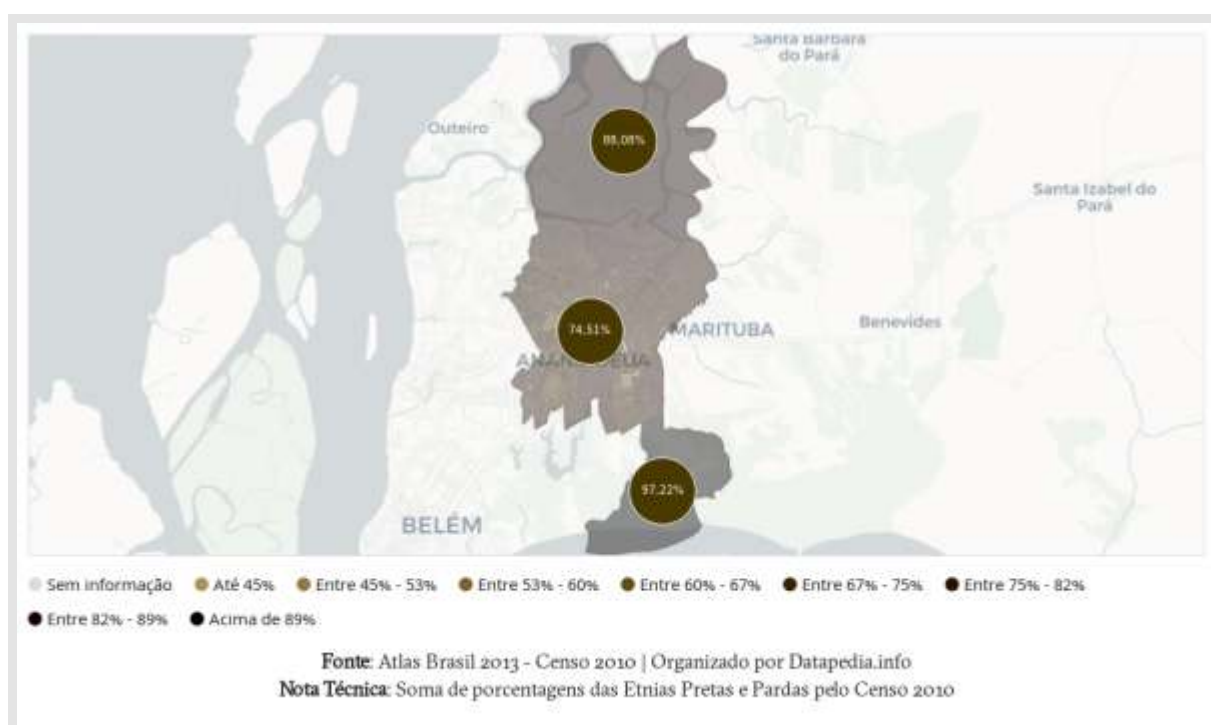 Santa Bárbara
do Pará
Outeiro
88,08%
Santa Izabel do
Pará
74,51%
MARITUBA
Benevides
ANANINDEUA
97,22%
BELÉM
Sem informação Até 45% Entre 45% - 53% Entre 53% - 60% Entre 60% - 67% Entre 67% - 75% Entre 75% - 82%
Entre 82% - 89% Acima de 89%
Fonte: Atlas Brasil 2013 - Censo 2010 | Organizado por Datapedia.info
Nota Técnica: Soma de porcentagens das Etnias Pretas e Pardas pelo Censo 2010